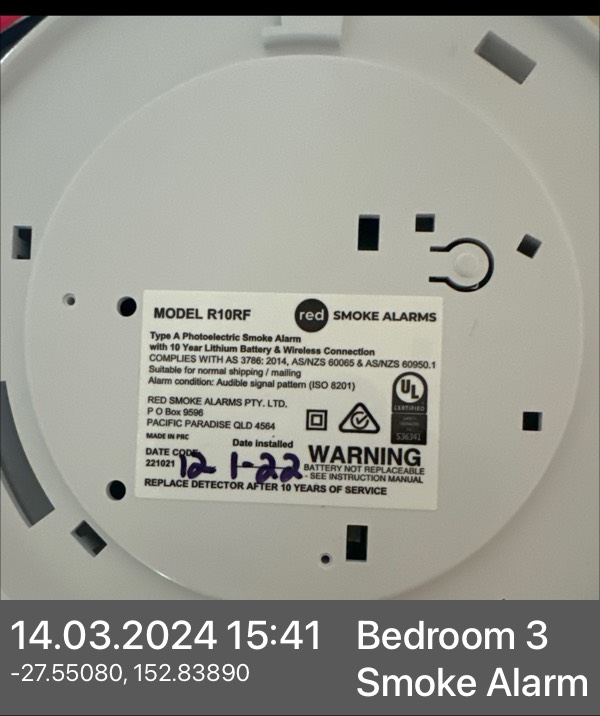 MODEL R10RF red SMOKE ALARMS
Type A Photoelectric Smoke Alarm
with 10 Year Lithium Battery & Wireless Connection
COMPLIES WITH AS 3786: 2014, AS/NZS 60065 & AS/NZS 60950.1
Suitable for normal shipping / mailing
Alarm condition: Audible signal pattern (ISO 8201)
RED SMOKE ALARMS PTY. LTD.
P O Box 9596
PACIFIC PARADISE QLD 4564
MADE IN PRC
UL
CERTIFIED
S36341
Date installed
DATE CODE
221021
12 1-22
WARNING
BATTERY NOT REPLACEABLE
- SEE INSTRUCTION MANUAL
REPLACE DETECTOR AFTER 10 YEARS OF SERVICE
14.03.2024 15:41
-27.55080, 152.83890
Bedroom 3
Smoke Alarm